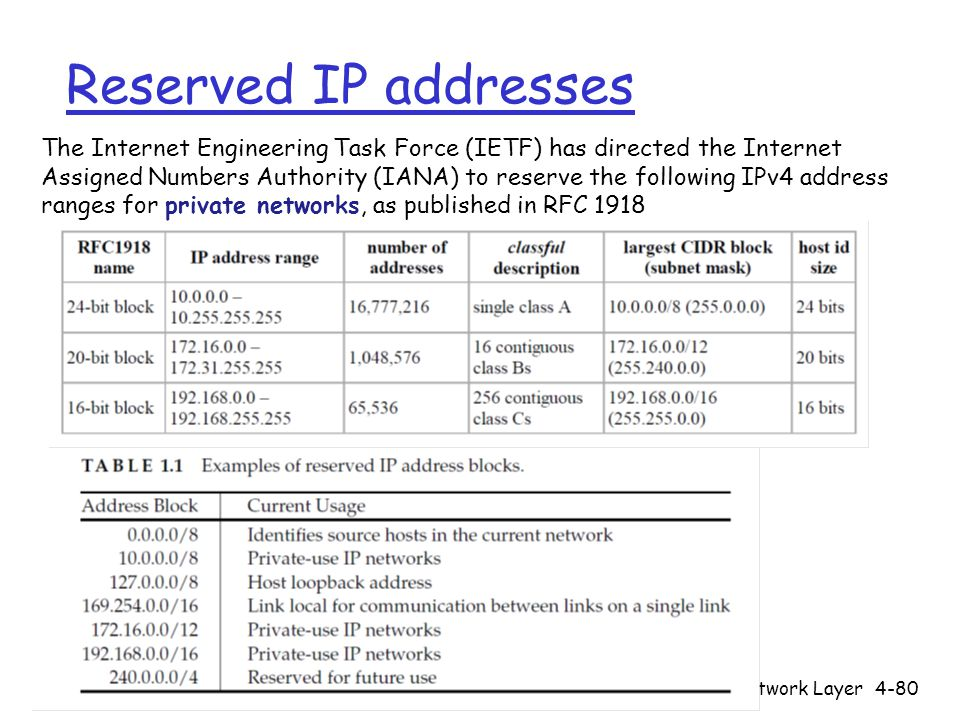 Reserved IP addresses
The Internet Engineering Task Force (IETF) has directed the Internet
Assigned Numbers Authority (IANA) to reserve the following IPv4 address
ranges for private networks, as published in RFC 1918
RFC1918 name IP address range number of addresses classful description largest CIDR block (subnet mask) host id size
24-bit block 10.0.0.0 – 10.255.255.255 16,777,216 single class A 10.0.0.0/8 (255.0.0.0) 24 bits
20-bit block 172.16.0.0 – 172.31.255.255 1,048,576 16 contiguous class Bs 172.16.0.0/12 (255.240.0.0) 20 bits
16-bit block 192.168.0.0 – 192.168.255.255 65,536 256 contiguous class Cs 192.168.0.0/16 (255.255.0.0) 16 bits
TABLE 1.1 Examples of reserved IP address blocks.
Address Block Current Usage
0.0.0.0/8 Identifies source hosts in the current network
10.0.0.0/8 Private-use IP networks
127.0.0.0/8 Host loopback address
169.254.0.0/16 Link local for communication between links on a single link
172.16.0.0/12 Private-use IP networks
192.168.0.0/16 Private-use IP networks
240.0.0.0/4 Reserved for future use
twork Layer 4-80